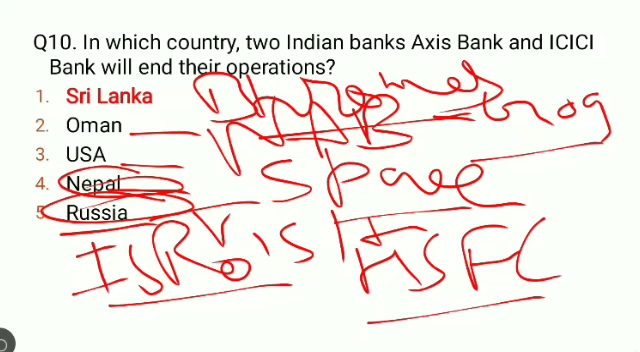 Q10. In which country, two Indian banks Axis Bank and ICICI
Bank will end their operations?
1. Sri Lanka
2. Oman
3. USA
4. Nepal
5. Russia
space
ISRO's HSFC